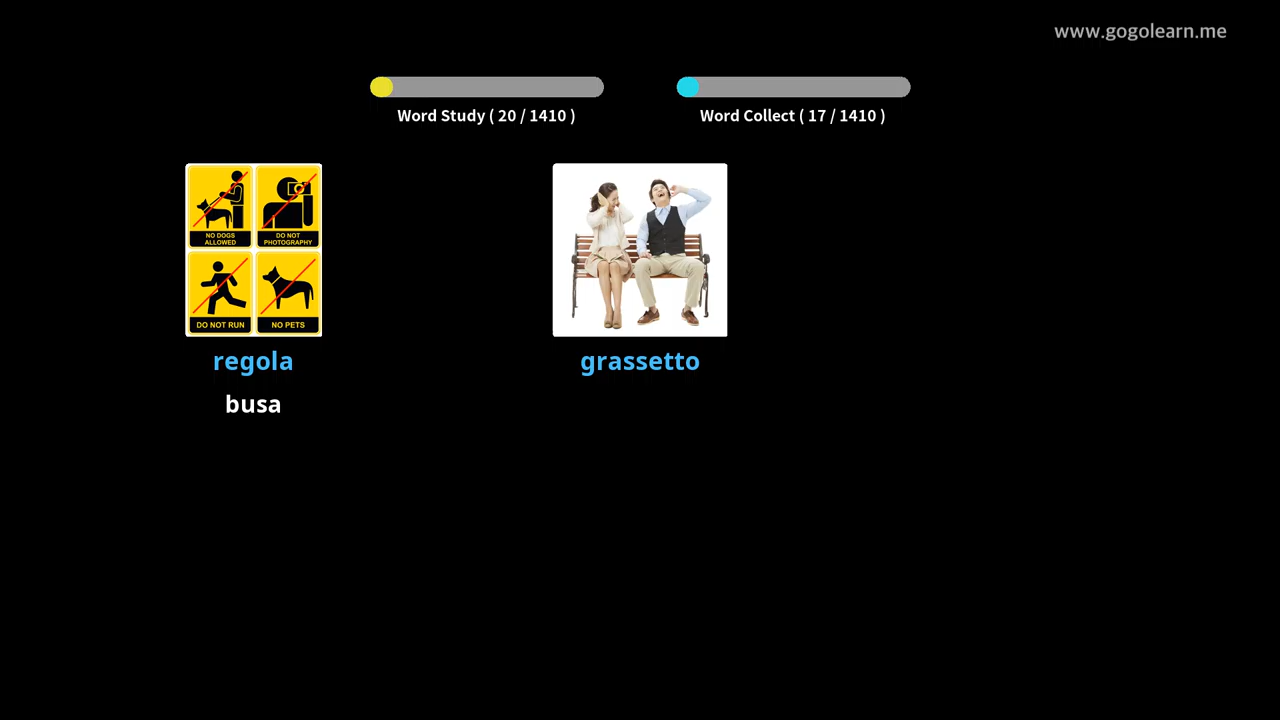 www.gogolearn.me
Word Study ( 20 / 1410 )
Word Collect ( 17 / 1410 )
NO DOGS
ALLOWED
DO NOT
PHOTOGRAPHY
DO NOT RUN
NO PETS
regola
grassetto
busa